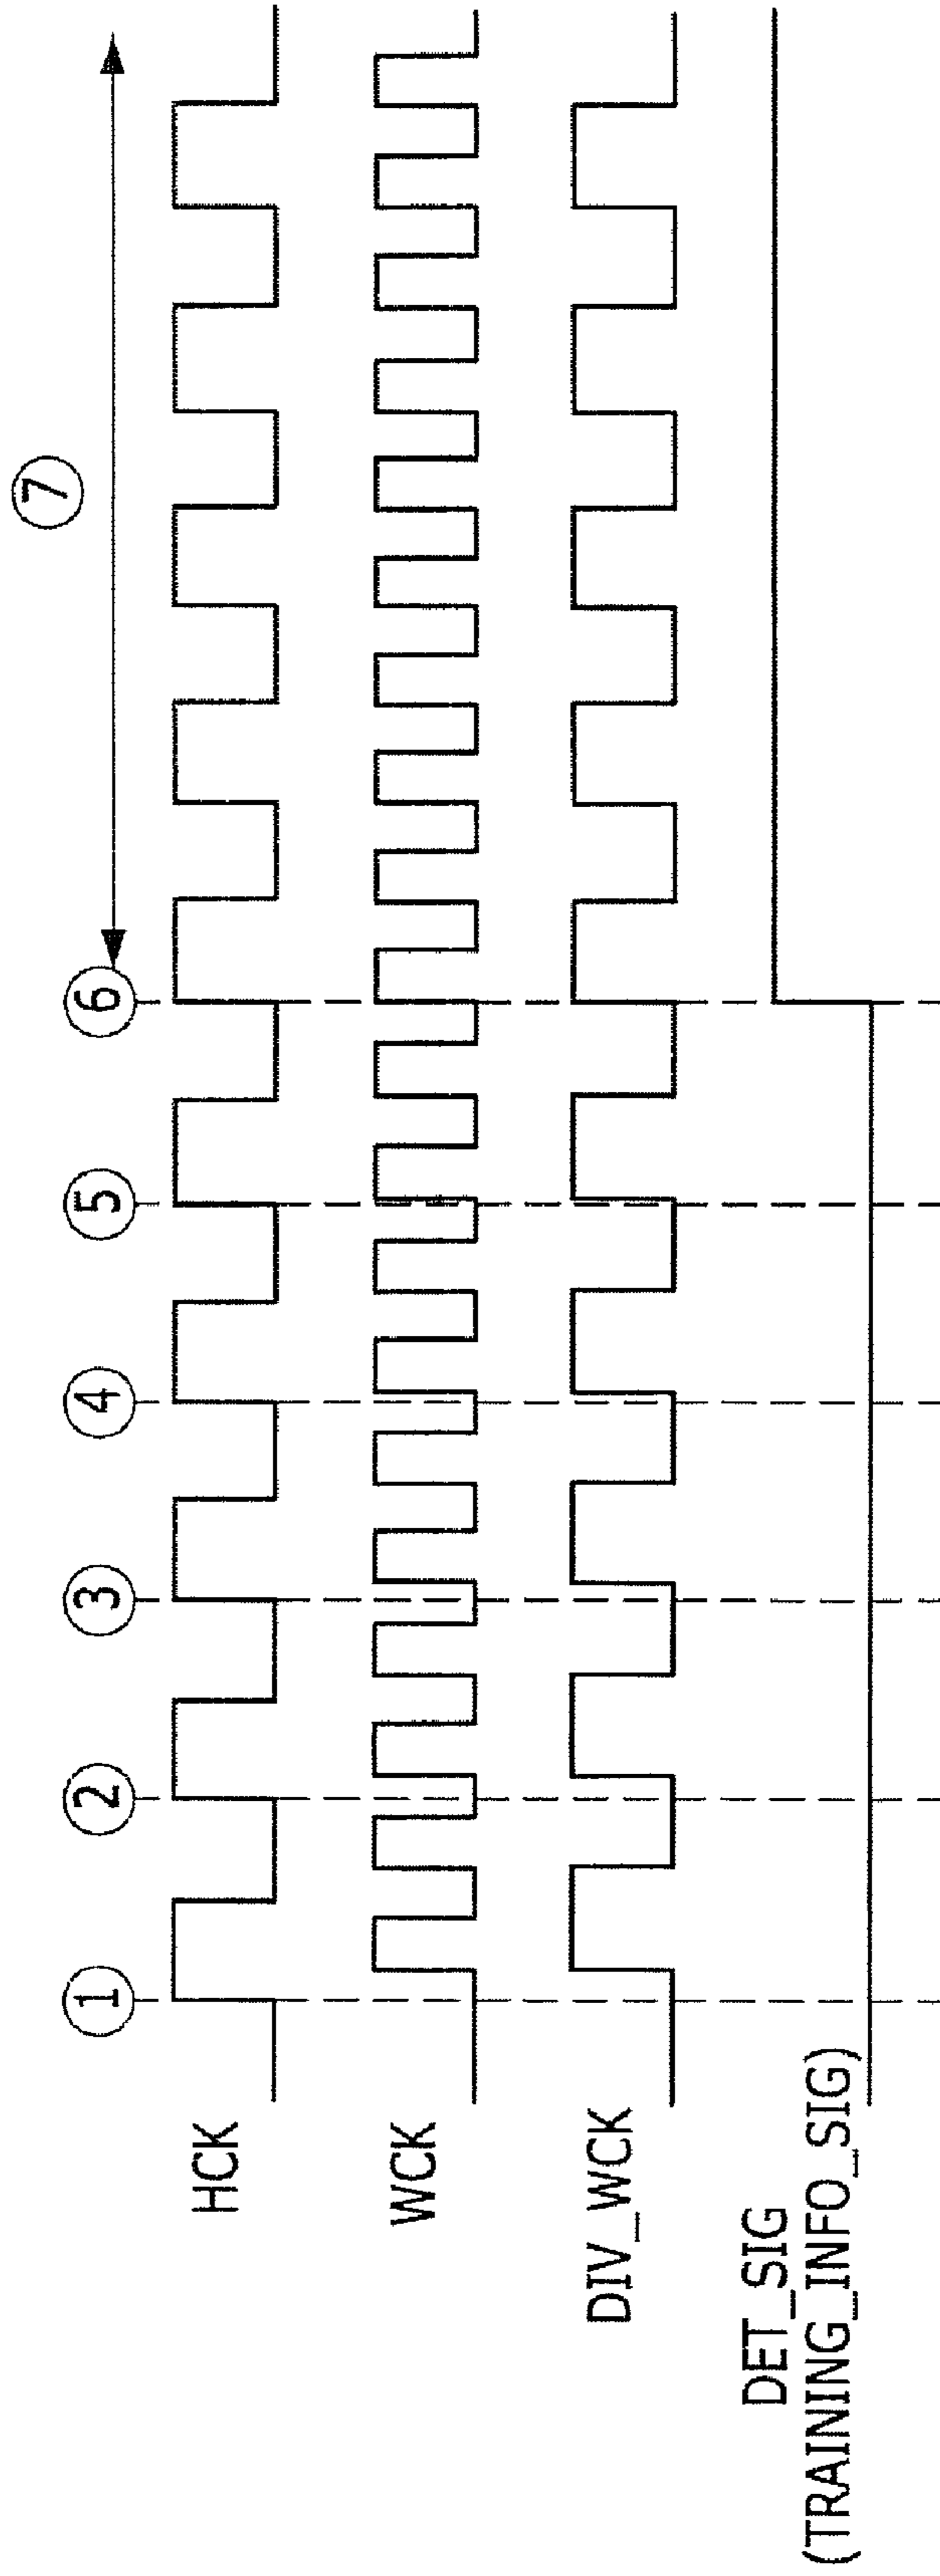 ①
②
③
④
⑤
⑥
⑦
HCK
WCK
DIV_WCK
DET_SIG
(TRAINING_INFO_SIG)